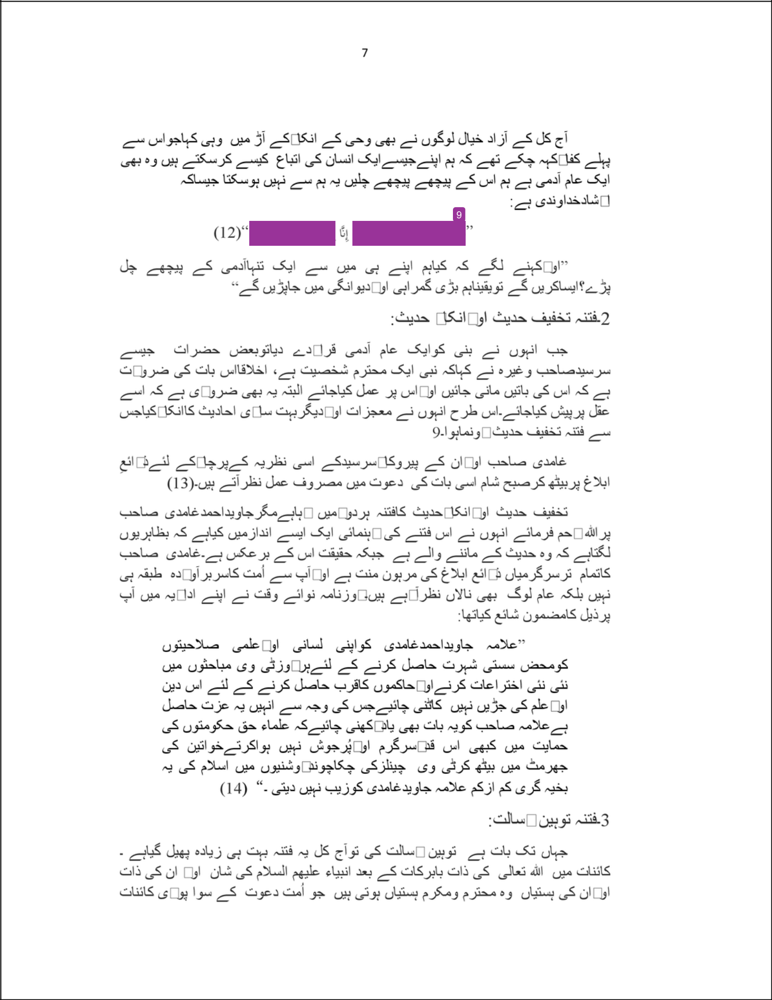 7
آج کل کے آزاد خیال لوگوں نے بھی وحی کے انکا□کے آڑ میں وہی کہاجواس سے
پہلے کفا□کہہ چکے تھے کہ ہم اپنےجیسےایک انسان کی اتباع کیسے کرسکتے ہیں وہ بھی
ایک عام آدمی ہے ہم اس کے پیچھے پیچھے چلیں یہ ہم سے نہیں ہوسکتا جیساکہ
ا□شادخداوندی ہے:
9
” إِنَّا “(12)
”او□کہنے لگے کہ کیاہم اپنے ہی میں سے ایک تنہاآدمی کے پیچھے چل
پڑے؟ایساکریں گے تویقیناہم بڑی گمراہی او□دیوانگی میں جاپڑیں گے“
2۔فتنہ تخفیف حدیث او□انکا□ حدیث:
جب انہوں نے بنی کوایک عام آدمی قرا□دے دیاتوبعض حضرات جیسے
سرسیدصاحب وغیرہ نے کہاکہ نبی ایک محترم شخصیت ہے، اخلاقااس بات کی ضرو□ت
ہے کہ اس کی باتیں مانی جائیں او□اس پر عمل کیاجائے البتہ یہ بھی ضرو□ی ہے کہ اسے
عقل پرپیش کیاجائے۔اس طرح انہوں نے معجزات او□دیگربہت سا□ی احادیث کاانکا□کیاجس
سے فتنہ تخفیف حدیث□ونماہوا۔9
غامدی صاحب او□ان کے پیروکا□سرسیدکے اسی نظریہ کےپرچا□کے لئےذ□ائعِ
ابلاغ پربیٹھ کرصبح شام اسی بات کی دعوت میں مصروف عمل نظرآتے ہیں۔(13)
تخفیف حدیث او□انکا□حدیث کافتنہ ہردو□میں □ہاہےمگرجاویداحمدغامدی صاحب
پراللہ□حم فرمائے انہوں نے اس فتنے کی□ہنمائی ایک ایسے اندازمیں کیاہے کہ بظاہریوں
لگتاہے کہ وہ حدیث کے ماننے والے ہے جبکہ حقیقت اس کے برعکس ہے۔غامدی صاحب
کاتمام ترسرگرمیاں ذ□ائع ابلاغ کی مرہون منت ہے او□آپ سے اُمت کاسربرآو□دہ طبقہ ہی
نہیں بلکہ عام لوگ بھی نالاں نظرآ□ہے ہیں۔□وزنامہ نوائے وقت نے اپنے ادا□یہ میں آپ
پرذیل کامضمون شائع کیاتھا:
”علامہ جاویداحمدغامدی کواپنی لسانی او□علمی صلاحیتوں
کومحض سستی شہرت حاصل کرنے کے لئےہر□وزٹی وی مباحثوں میں
نئی نئی اختراعات کرنےاو□حاکموں کاقرب حاصل کرنے کے لئے اس دین
او□علم کی جڑیں نہیں کاٹنی چائیےجس کی وجہ سے انہیں یہ عزت حاصل
ہےعلامہ صاحب کویہ بات بھی یاد□کھنی چائیےکہ علماء حق حکومتوں کی
حمایت میں کبھی اس قد□سرگرم او□پُرجوش نہیں ہواکرتےخواتین کی
جھرمٹ میں بیٹھ کرٹی وی چینلزکی چکاچوند□وشنیوں میں اسلام کی یہ
بخیہ گری کم ازکم علامہ جاویدغامدی کوزیب نہیں دیتی ۔“ (14)
3۔فتنہ توہین□سالت:
جہاں تک بات ہے توہین□سالت کی توآج کل یہ فتنہ بہت ہی زیادہ پھیل گیاہے ۔
کائنات میں اللہ تعالی کی ذات بابرکات کے بعد انبیاء علیھم السلام کی شان او□ ان کی ذات
او□ان کی ہستیاں وہ محترم ومکرم ہستیاں ہوتی ہیں جو اُمت دعوت کے سوا پو□ی کائنات